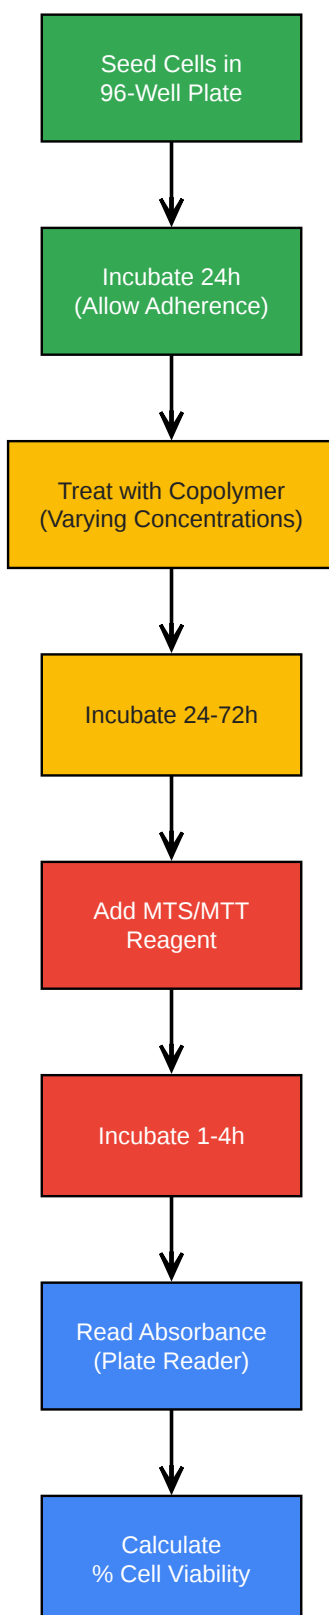 Seed Cells in
96-Well Plate
Incubate 24h
(Allow Adherence)
Treat with Copolymer
(Varying Concentrations)
Incubate 24-72h
Add MTS/MTT
Reagent
Incubate 1-4h
Read Absorbance
(Plate Reader)
Calculate
% Cell Viability